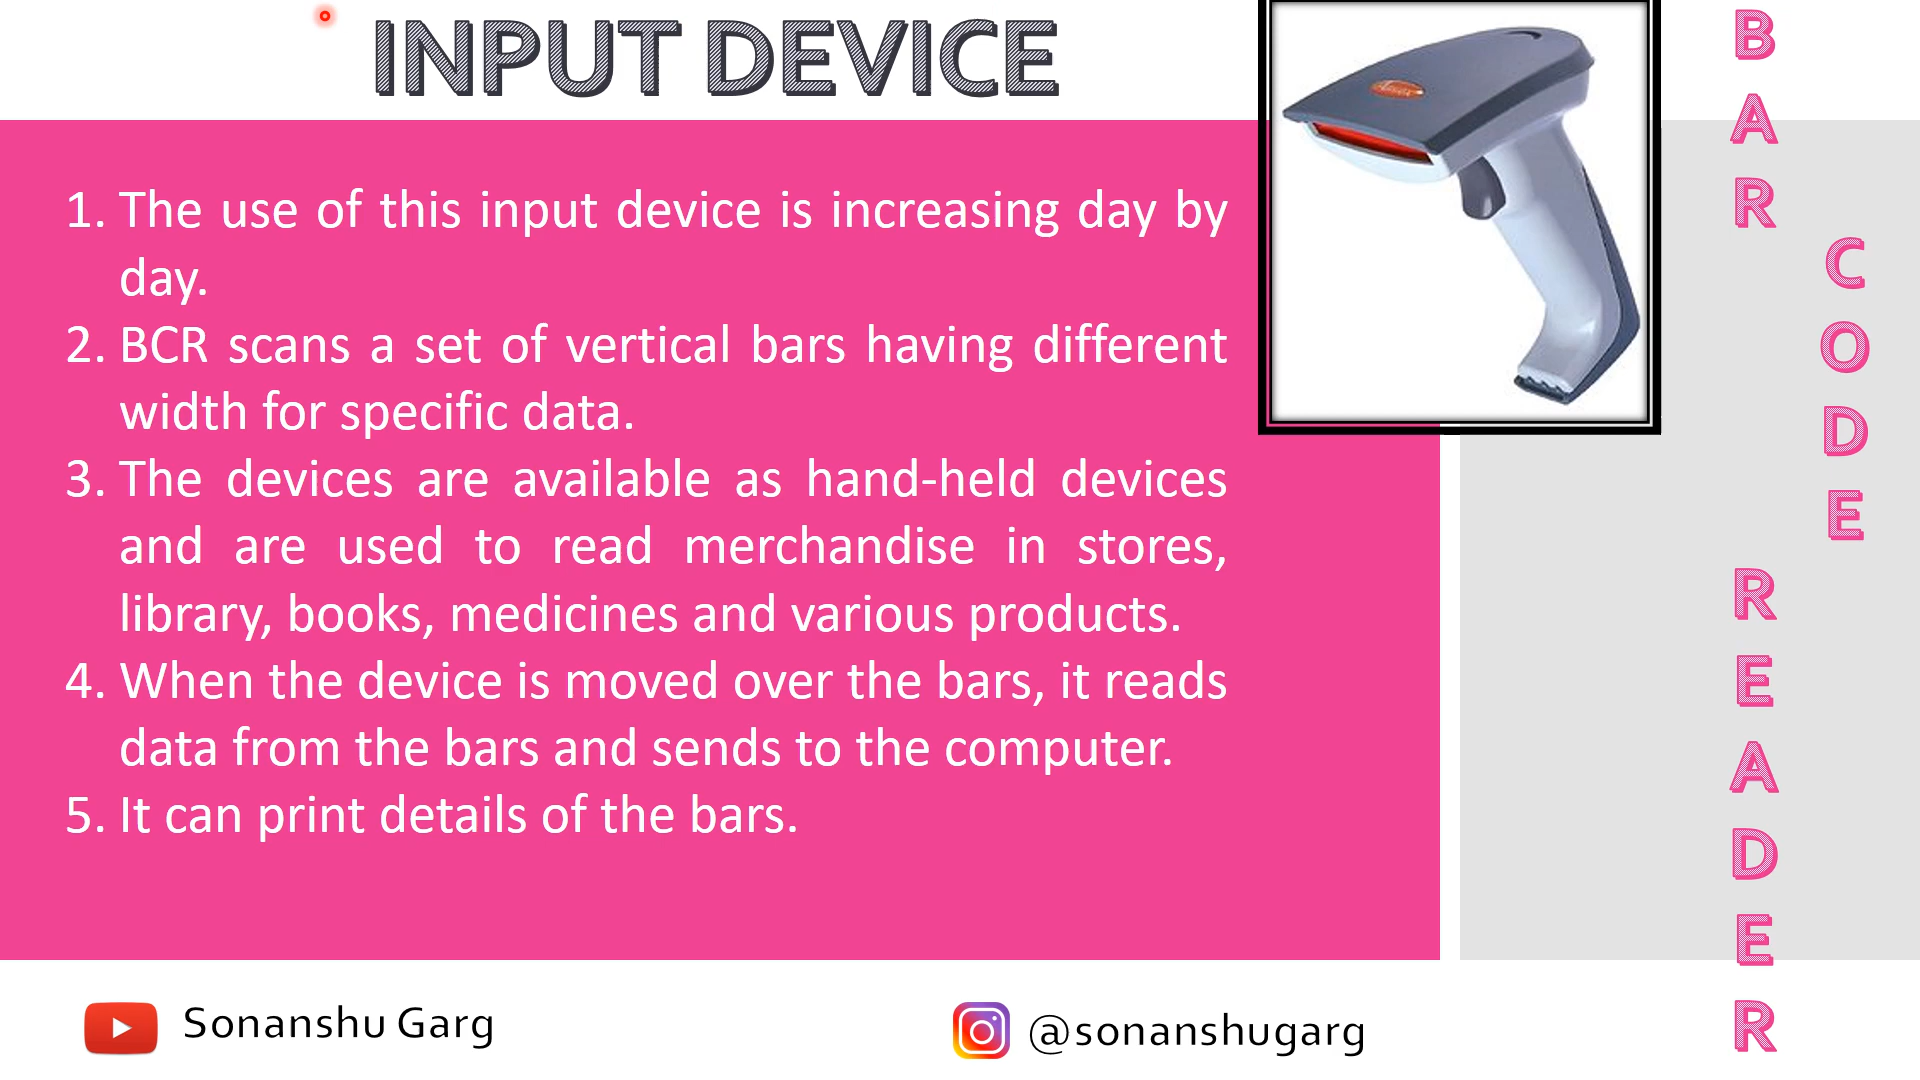 INPUT DEVICE
1. The use of this input device is increasing day by
day.
2. BCR scans a set of vertical bars having different
width for specific data.
3. The devices are available as hand-held devices
and are used to read merchandise in stores,
library, books, medicines and various products.
4. When the device is moved over the bars, it reads
data from the bars and sends to the computer.
5. It can print details of the bars.
BAR
CODE
READER
Sonanshu Garg
@sonanshugarg